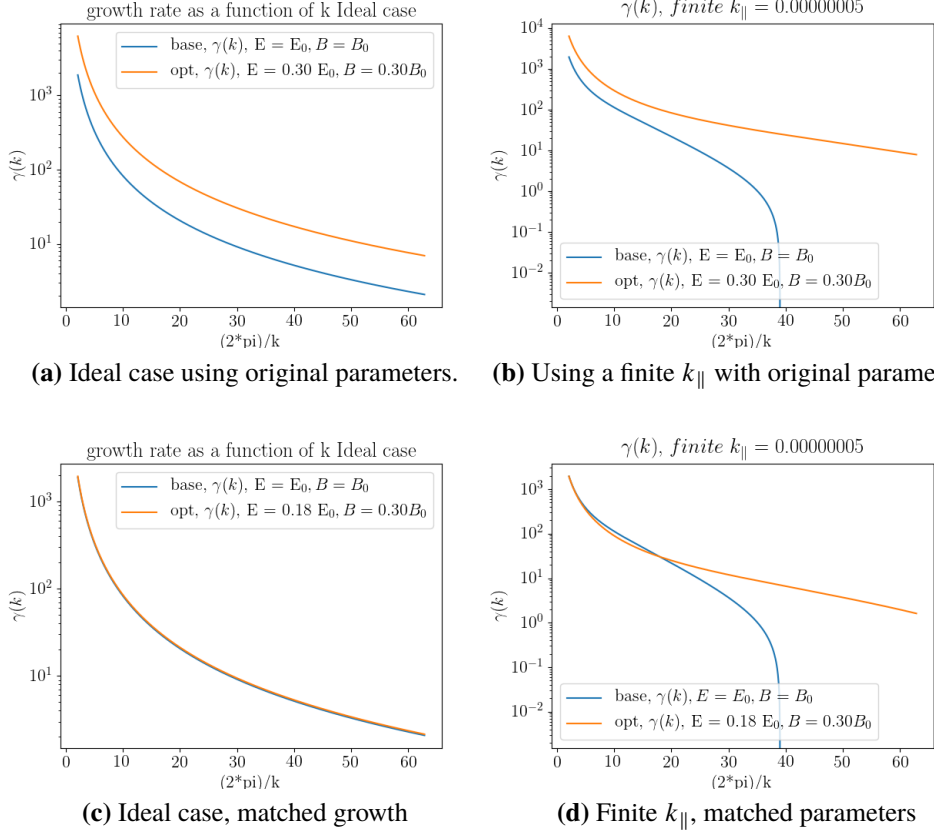 growth rate as a function of k Ideal case
base, γ(k), E = E₀, B = B₀
opt, γ(k), E = 0.30 E₀, B = 0.30B₀
γ(k)
10³
10²
10¹
0 10 20 30 40 50 60
(2*pi)/k
(a) Ideal case using original parameters.
γ(k), finite k∥ = 0.00000005
10⁴
10³
10²
10¹
10⁰
10⁻¹
10⁻²
γ(k)
base, γ(k), E = E₀, B = B₀
opt, γ(k), E = 0.30 E₀, B = 0.30B₀
0 10 20 30 40 50 60
(2*pi)/k
(b) Using a finite k∥ with original parame
growth rate as a function of k Ideal case
base, γ(k), E = E₀, B = B₀
opt, γ(k), E = 0.18 E₀, B = 0.30B₀
γ(k)
10³
10²
10¹
0 10 20 30 40 50 60
(2*pi)/k
(c) Ideal case, matched growth
γ(k), finite k∥ = 0.00000005
10³
10²
10¹
10⁰
10⁻¹
10⁻²
γ(k)
base, γ(k), E = E₀, B = B₀
opt, γ(k), E = 0.18 E₀, B = 0.30B₀
0 10 20 30 40 50 60
(2*pi)/k
(d) Finite k∥, matched parameters